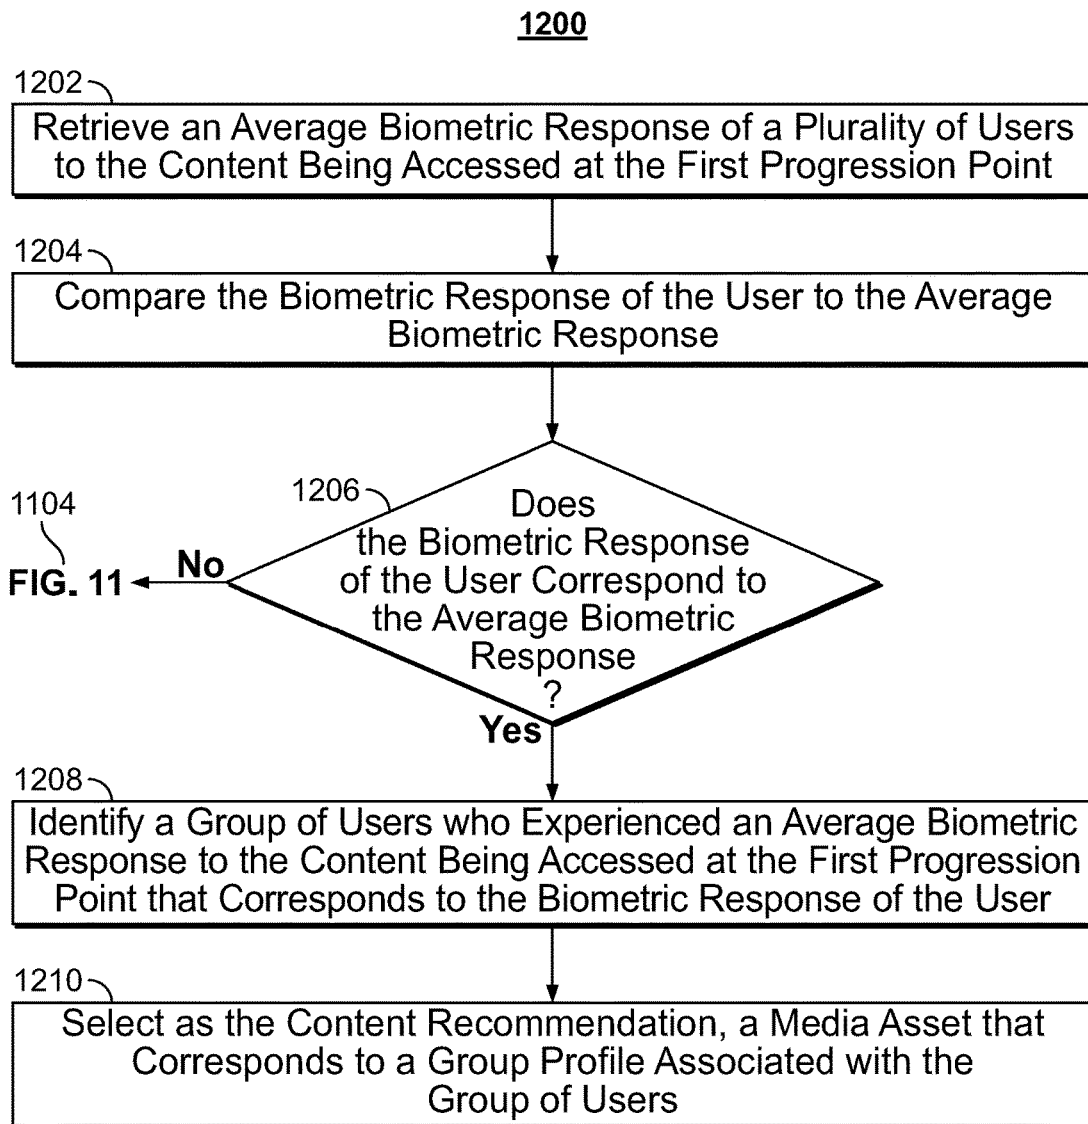 1200
1202
Retrieve an Average Biometric Response of a Plurality of Users
to the Content Being Accessed at the First Progression Point
1204
Compare the Biometric Response of the User to the Average
Biometric Response
1206
Does
the Biometric Response
of the User Correspond to
the Average Biometric
Response
?
1104
FIG. 11
No
Yes
1208
Identify a Group of Users who Experienced an Average Biometric
Response to the Content Being Accessed at the First Progression
Point that Corresponds to the Biometric Response of the User
1210
Select as the Content Recommendation, a Media Asset that
Corresponds to a Group Profile Associated with the
Group of Users